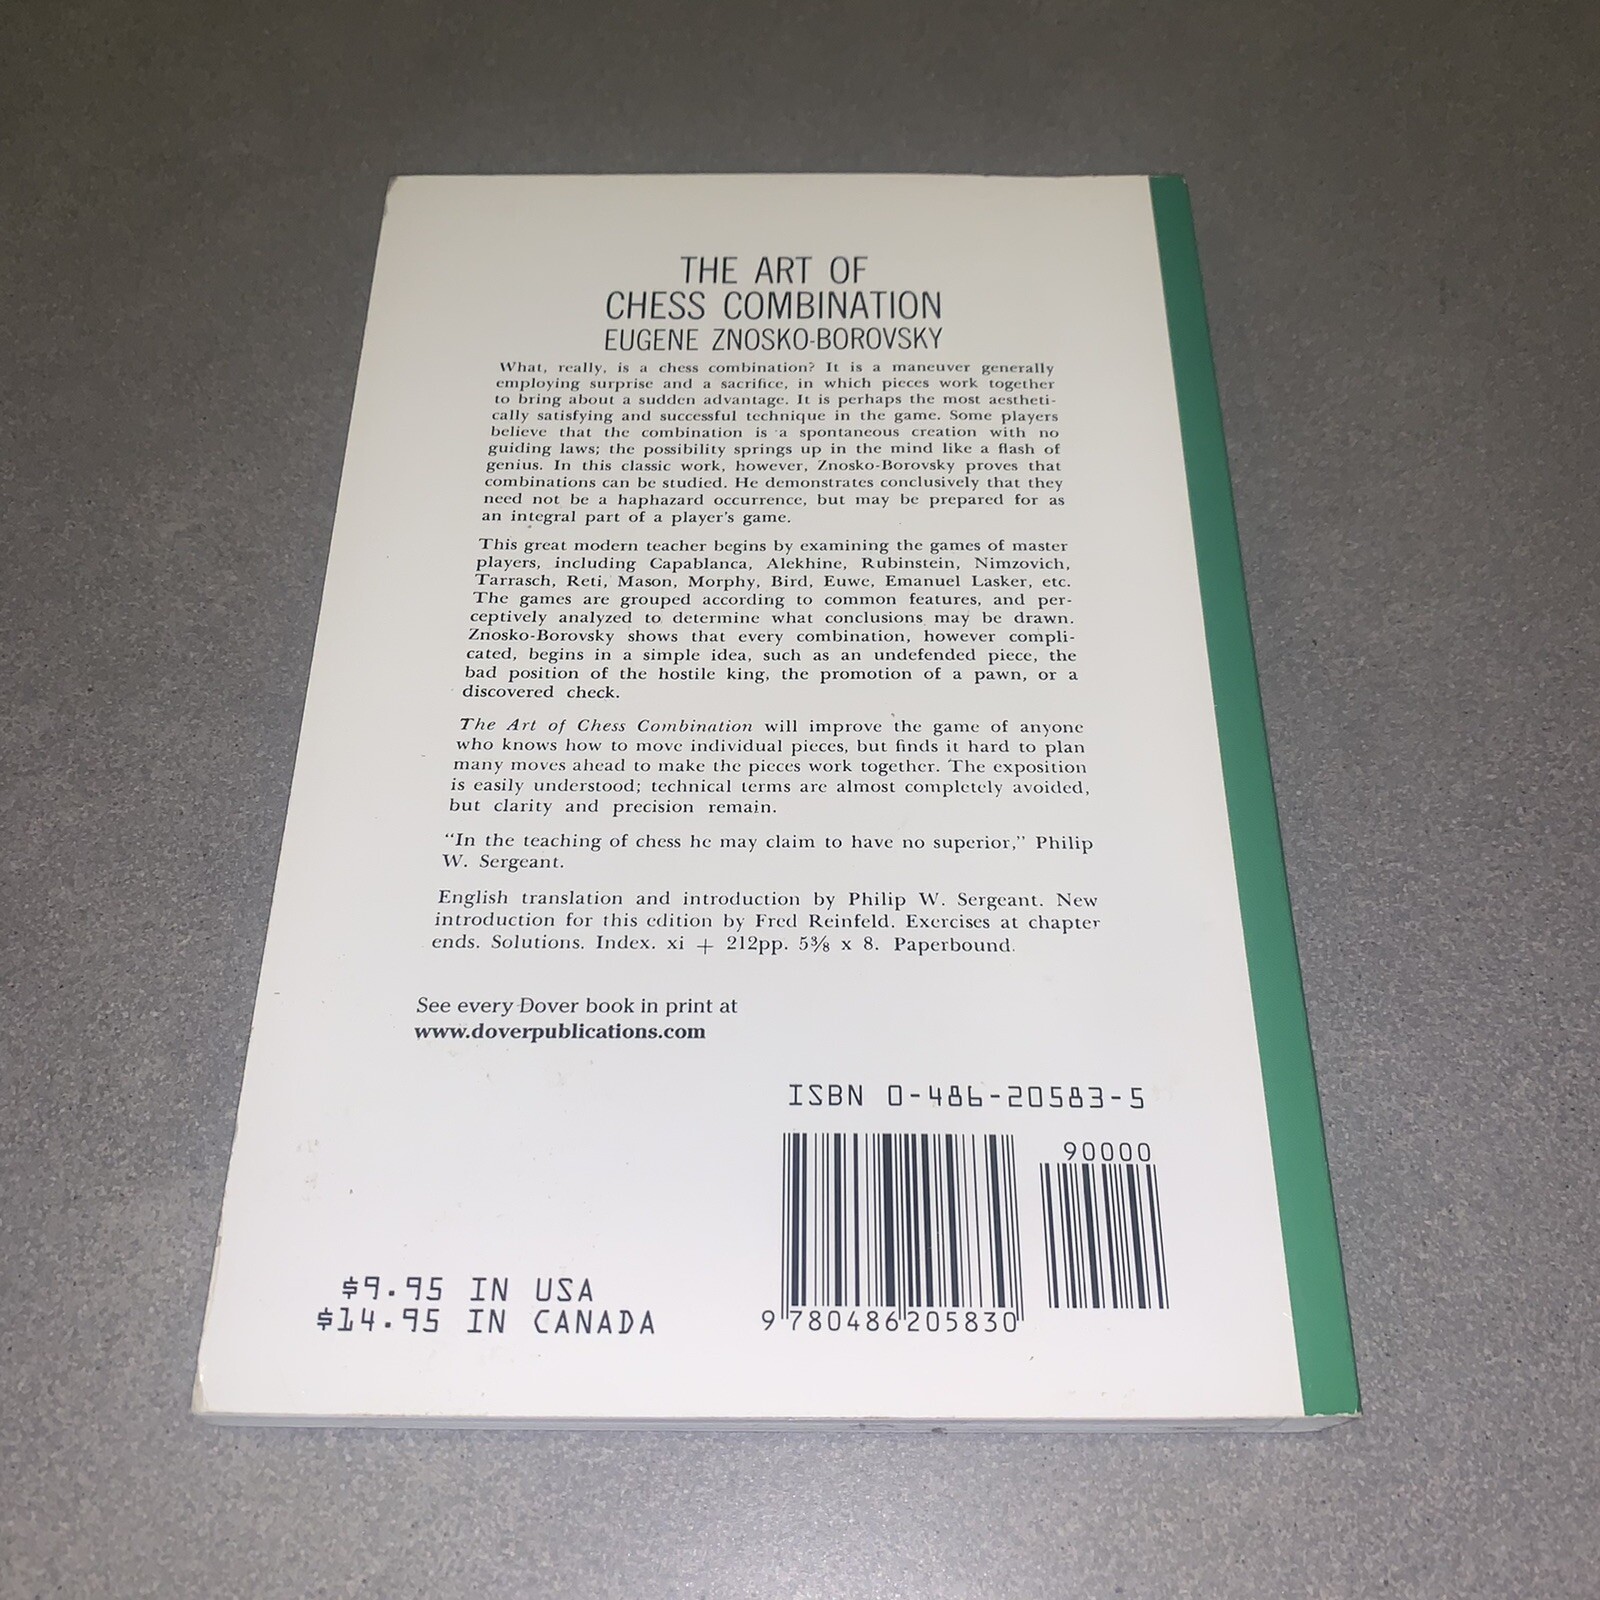 THE ART OF
CHESS COMBINATION
EUGENE ZNOSKO-BOROVSKY
What, really, is a chess combination? It is a maneuver generally
employing surprise and a sacrifice, in which pieces work together
to bring about a sudden advantage. It is perhaps the most aestheti-
cally satisfying and successful technique in the game. Some players
believe that the combination is a spontaneous creation with no
guiding laws; the possibility springs up in the mind like a flash of
genius. In this classic work, however, Znosko-Borovsky proves that
combinations can be studied. He demonstrates conclusively that they
need not be a haphazard occurrence, but may be prepared for as
an integral part of a player's game.
This great modern teacher begins by examining the games of master
players, including Capablanca, Alekhine, Rubinstein, Nimzovich,
Tarrasch, Reti, Mason, Morphy, Bird, Euwe, Emanuel Lasker, etc.
The games are grouped according to common features, and per-
ceptively analyzed to determine what conclusions may be drawn.
Znosko-Borovsky shows that every combination, however compli-
cated, begins in a simple idea, such as an undefended piece, the
bad position of the hostile king, the promotion of a pawn, or a
discovered check.
The Art of Chess Combination will improve the game of anyone
who knows how to move individual pieces, but finds it hard to plan
many moves ahead to make the pieces work together. The exposition
is easily understood; technical terms are almost completely avoided,
but clarity and precision remain.
"In the teaching of chess he may claim to have no superior," Philip
W. Sergeant.
English translation and introduction by Philip W. Sergeant. New
introduction for this edition by Fred Reinfeld. Exercises at chapter
ends. Solutions. Index. xi + 212pp. 5⅜ x 8. Paperbound.
See every Dover book in print at
www.doverpublications.com
ISBN 0-486-20583-5
90000
$9.95 IN USA
$14.95 IN CANADA
9 780486 205830